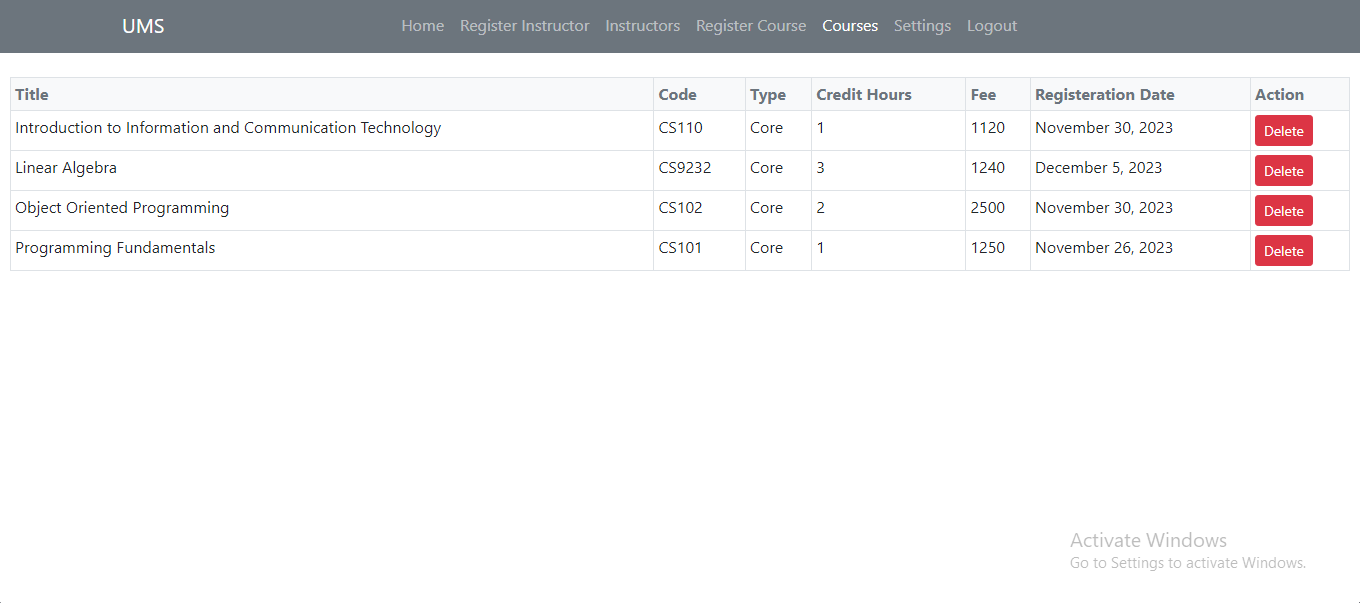 UMS Home Register Instructor Instructors Register Course Courses Settings Logout
Title Code Type Credit Hours Fee Registeration Date Action
Introduction to Information and Communication Technology CS110 Core 1 1120 November 30, 2023 Delete
Linear Algebra CS9232 Core 3 1240 December 5, 2023 Delete
Object Oriented Programming CS102 Core 2 2500 November 30, 2023 Delete
Programming Fundamentals CS101 Core 1 1250 November 26, 2023 Delete
Activate Windows
Go to Settings to activate Windows.